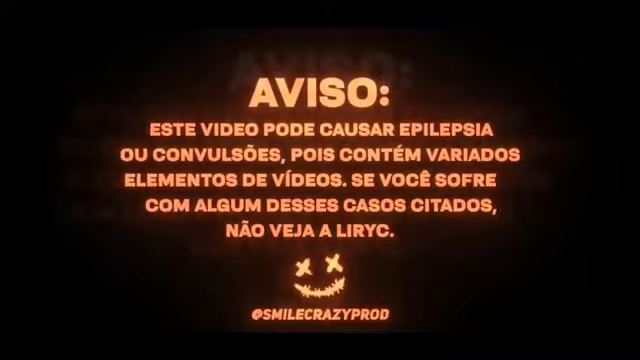 AVISO:
ESTE VIDEO PODE CAUSAR EPILEPSIA
OU CONVULSÕES, POIS CONTÉM VARIADOS
ELEMENTOS DE VÍDEOS. SE VOCÊ SOFRE
COM ALGUM DESSES CASOS CITADOS,
NÃO VEJA A LIRYC.
@SMILECRAZYPROD